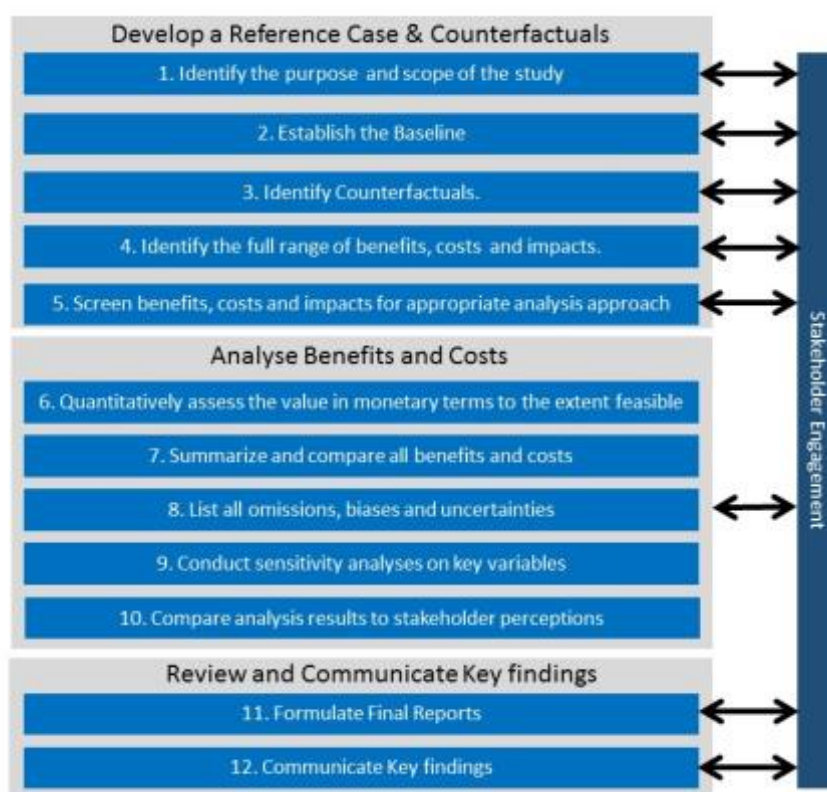 Develop a Reference Case & Counterfactuals
1. Identify the purpose and scope of the study
2. Establish the Baseline
3. Identify Counterfactuals.
4. Identify the full range of benefits, costs and impacts.
5. Screen benefits, costs and impacts for appropriate analysis approach
Analyse Benefits and Costs
6. Quantitatively assess the value in monetary terms to the extent feasible
7. Summarize and compare all benefits and costs
8. List all omissions, biases and uncertainties
9. Conduct sensitivity analyses on key variables
10. Compare analysis results to stakeholder perceptions
Review and Communicate Key findings
11. Formulate Final Reports
12. Communicate Key findings
Stakeholder Engagement